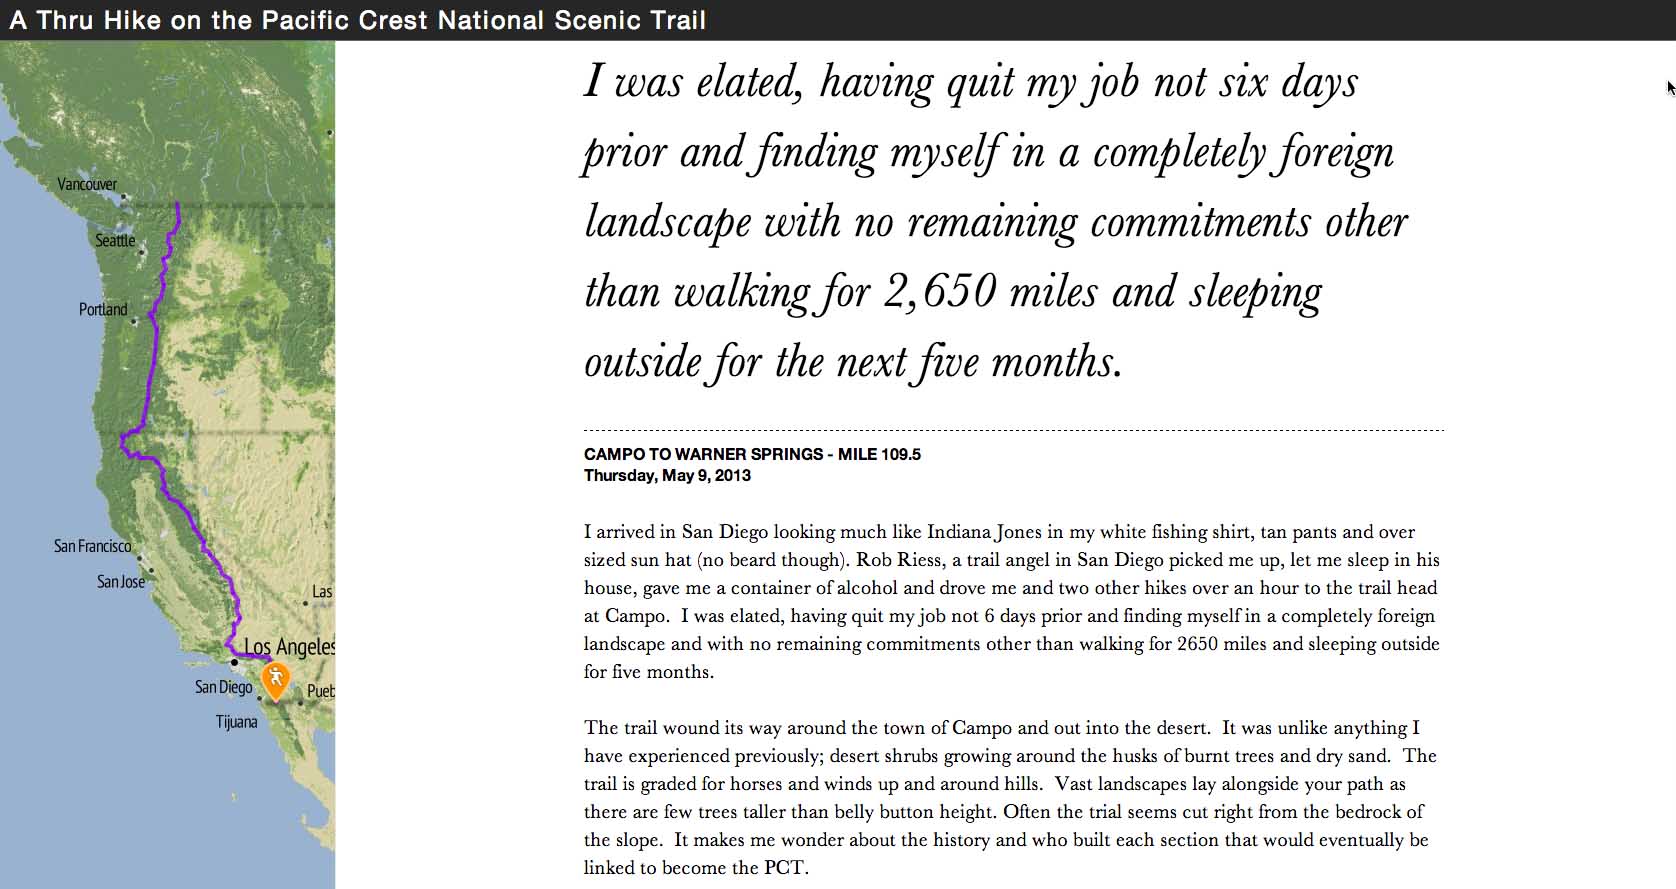 A Thru Hike on the Pacific Crest National Scenic Trail
Vancouver
Seattle
Portland
San Francisco
San Jose
Las
Los Angeles
San Diego
Pueb
Tijuana
I was elated, having quit my job not six days
prior and finding myself in a completely foreign
landscape with no remaining commitments other
than walking for 2,650 miles and sleeping
outside for the next five months.
CAMPO TO WARNER SPRINGS - MILE 109.5
Thursday, May 9, 2013
I arrived in San Diego looking much like Indiana Jones in my white fishing shirt, tan pants and over
sized sun hat (no beard though). Rob Riess, a trail angel in San Diego picked me up, let me sleep in his
house, gave me a container of alcohol and drove me and two other hikes over an hour to the trail head
at Campo.  I was elated, having quit my job not 6 days prior and finding myself in a completely foreign
landscape and with no remaining commitments other than walking for 2650 miles and sleeping outside
for five months.
The trail wound its way around the town of Campo and out into the desert.  It was unlike anything I
have experienced previously; desert shrubs growing around the husks of burnt trees and dry sand.  The
trail is graded for horses and winds up and around hills.  Vast landscapes lay alongside your path as
there are few trees taller than belly button height. Often the trial seems cut right from the bedrock of
the slope.  It makes me wonder about the history and who built each section that would eventually be
linked to become the PCT.